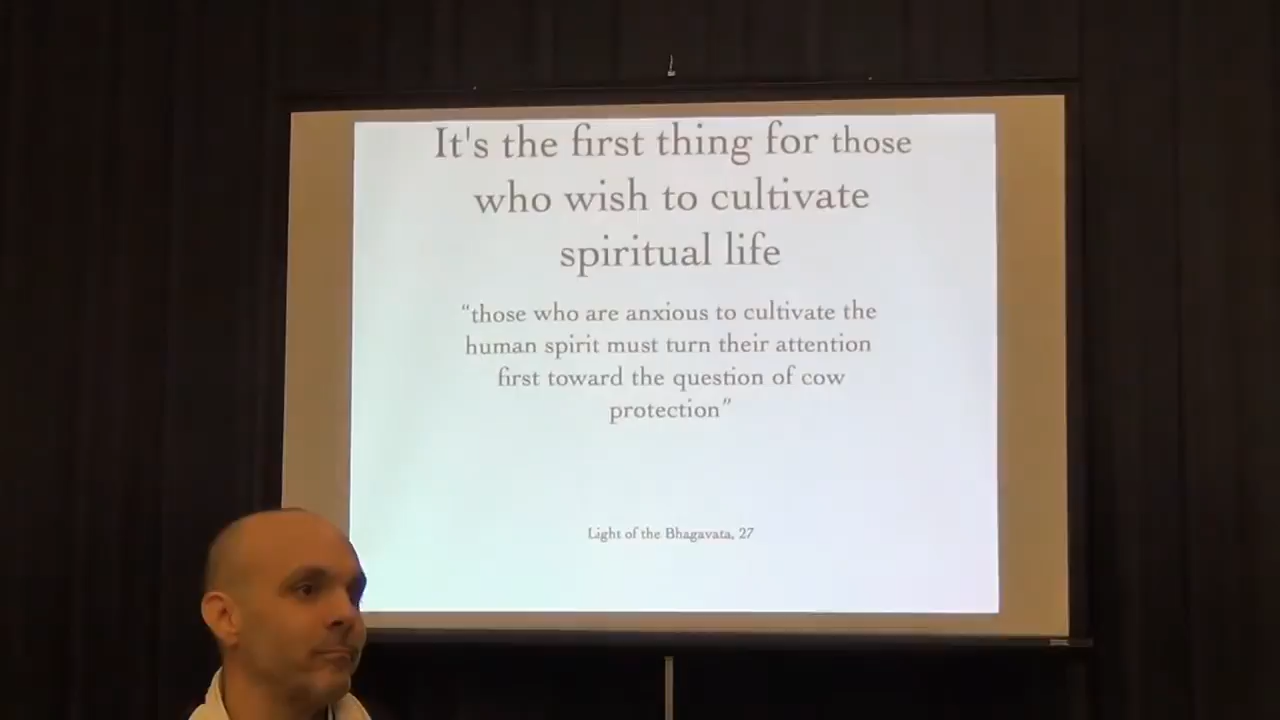 It's the first thing for those
who wish to cultivate
spiritual life
“those who are anxious to cultivate the
human spirit must turn their attention
first toward the question of cow
protection”
Light of the Bhagavata, 27